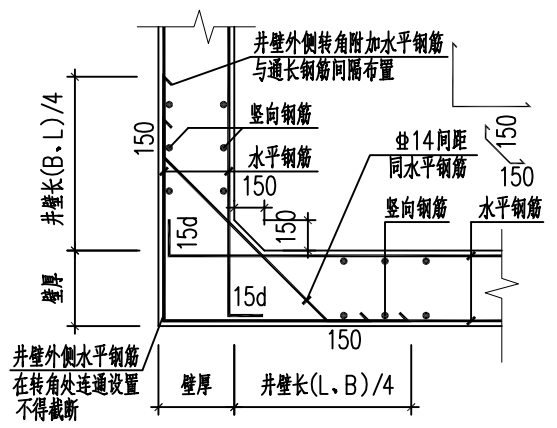 井壁外侧转角附加水平钢筋
与通长钢筋间隔布置
竖向钢筋
水平钢筋
150
150
150
井壁长(B、L)/4
壁厚
15d
15d
Φ14间距
同水平钢筋
竖向钢筋
水平钢筋
150
150
150
井壁外侧水平钢筋
在转角处连通设置
不得截断
壁厚
井壁长(L、B)/4